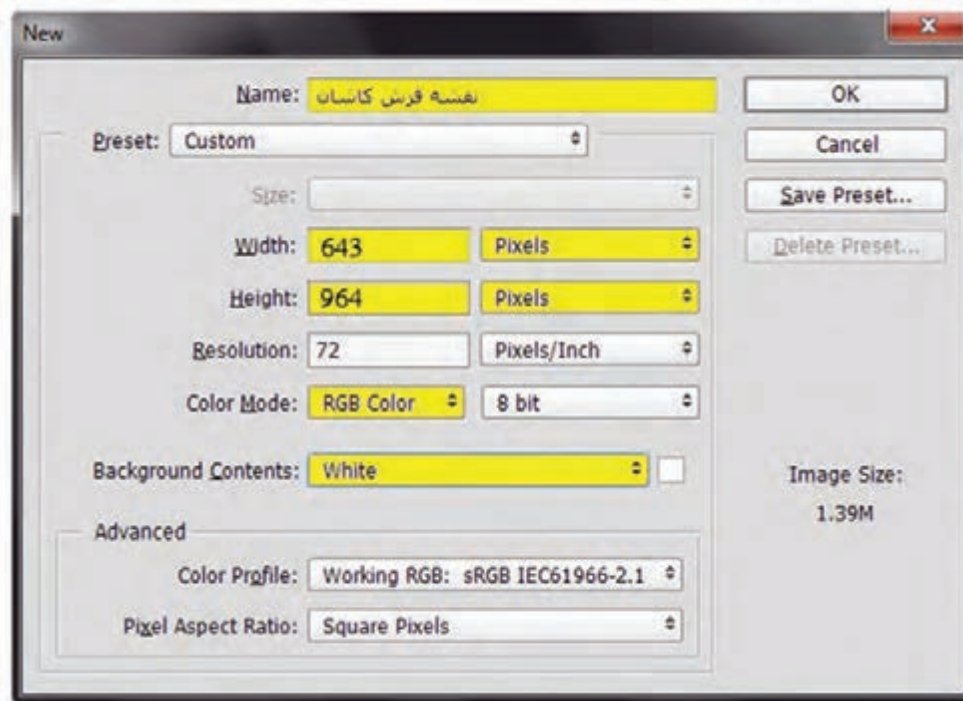 New
Name: نقشه فرش کاشان
Preset: Custom
Size:
Width: 643 Pixels
Height: 964 Pixels
Resolution: 72 Pixels/Inch
Color Mode: RGB Color 8 bit
Background Contents: White
Advanced
Color Profile: Working RGB: sRGB IEC61966-2.1
Pixel Aspect Ratio: Square Pixels
OK
Cancel
Save Preset...
Delete Preset...
Image Size:
1.39M